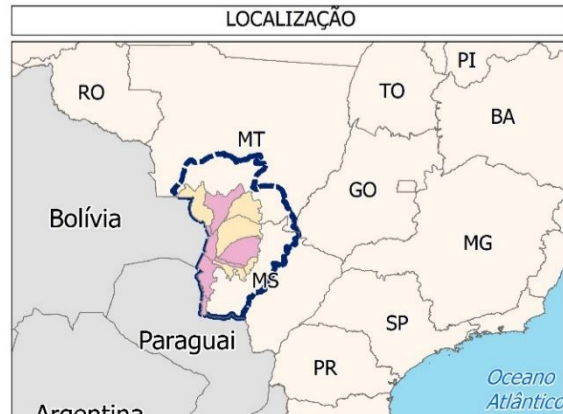 LOCALIZAÇÃO
PI
RO
TO
BA
MT
GO
Bolívia
MG
MS
SP
Paraguai
PR
Oceano
Atlântico
Argentina